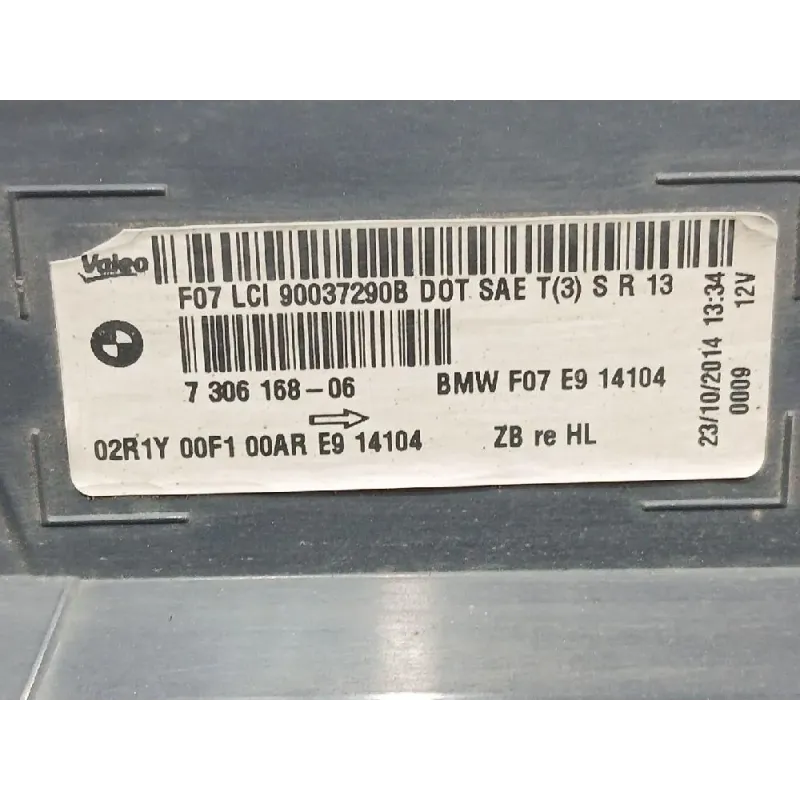 Valeo
F07 LCI 90037290B DOT SAE T(3) S R 13
7 306 168-06
BMW F07 E9 14104
02R1Y 00F1 00AR E9 14104
ZB re HL
23/10/2014 13:34
0009 12V